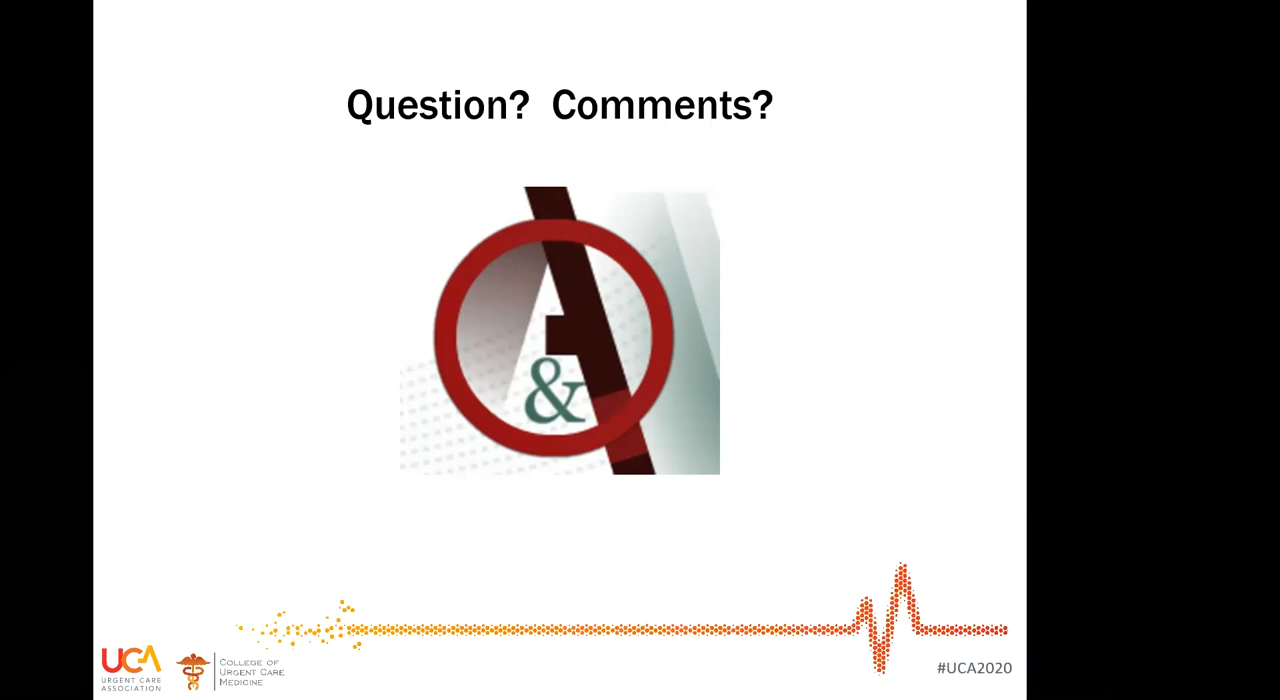 Question?  Comments?
Q
&
A
UCA
URGENT CARE
ASSOCIATION
COLLEGE OF
URGENT CARE
MEDICINE
#UCA2020